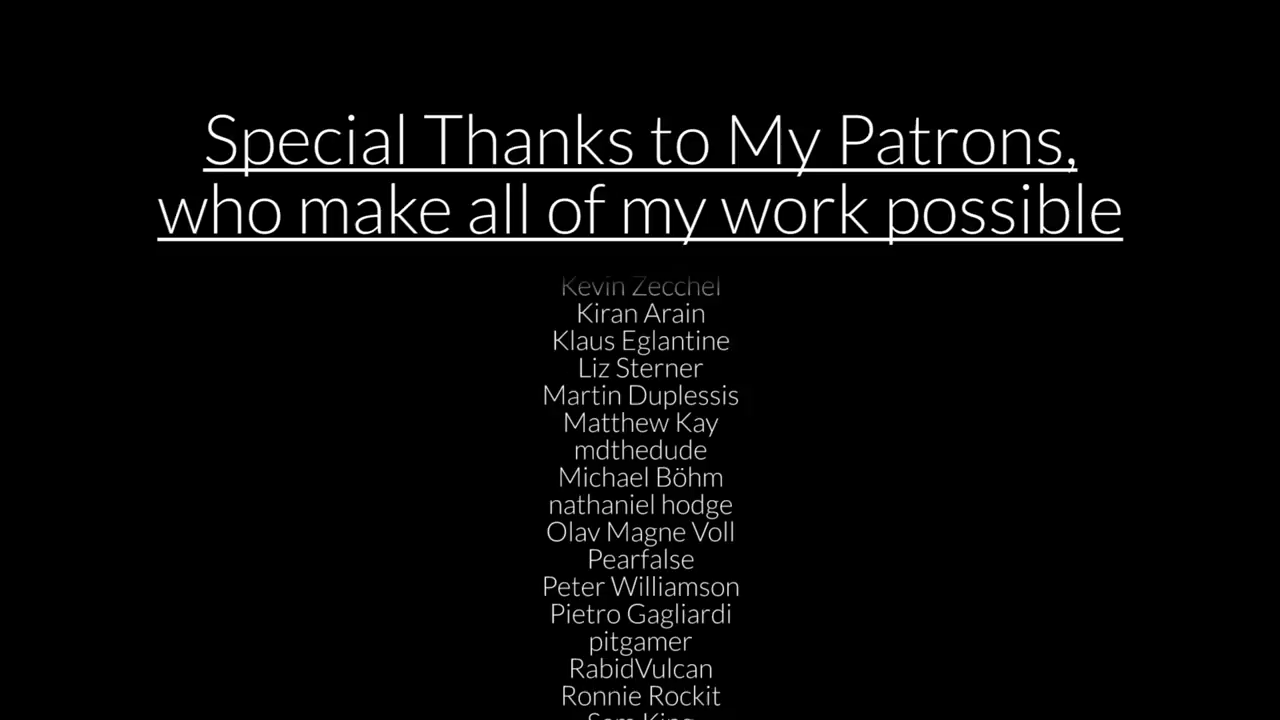 Special Thanks to My Patrons,
who make all of my work possible
Kevin Zecchel
Kiran Arain
Klaus Eglantine
Liz Sterner
Martin Duplessis
Matthew Kay
mdthedude
Michael Böhm
nathaniel hodge
Olav Magne Voll
Pearfalse
Peter Williamson
Pietro Gagliardi
pitgamer
RabidVulcan
Ronnie Rockit